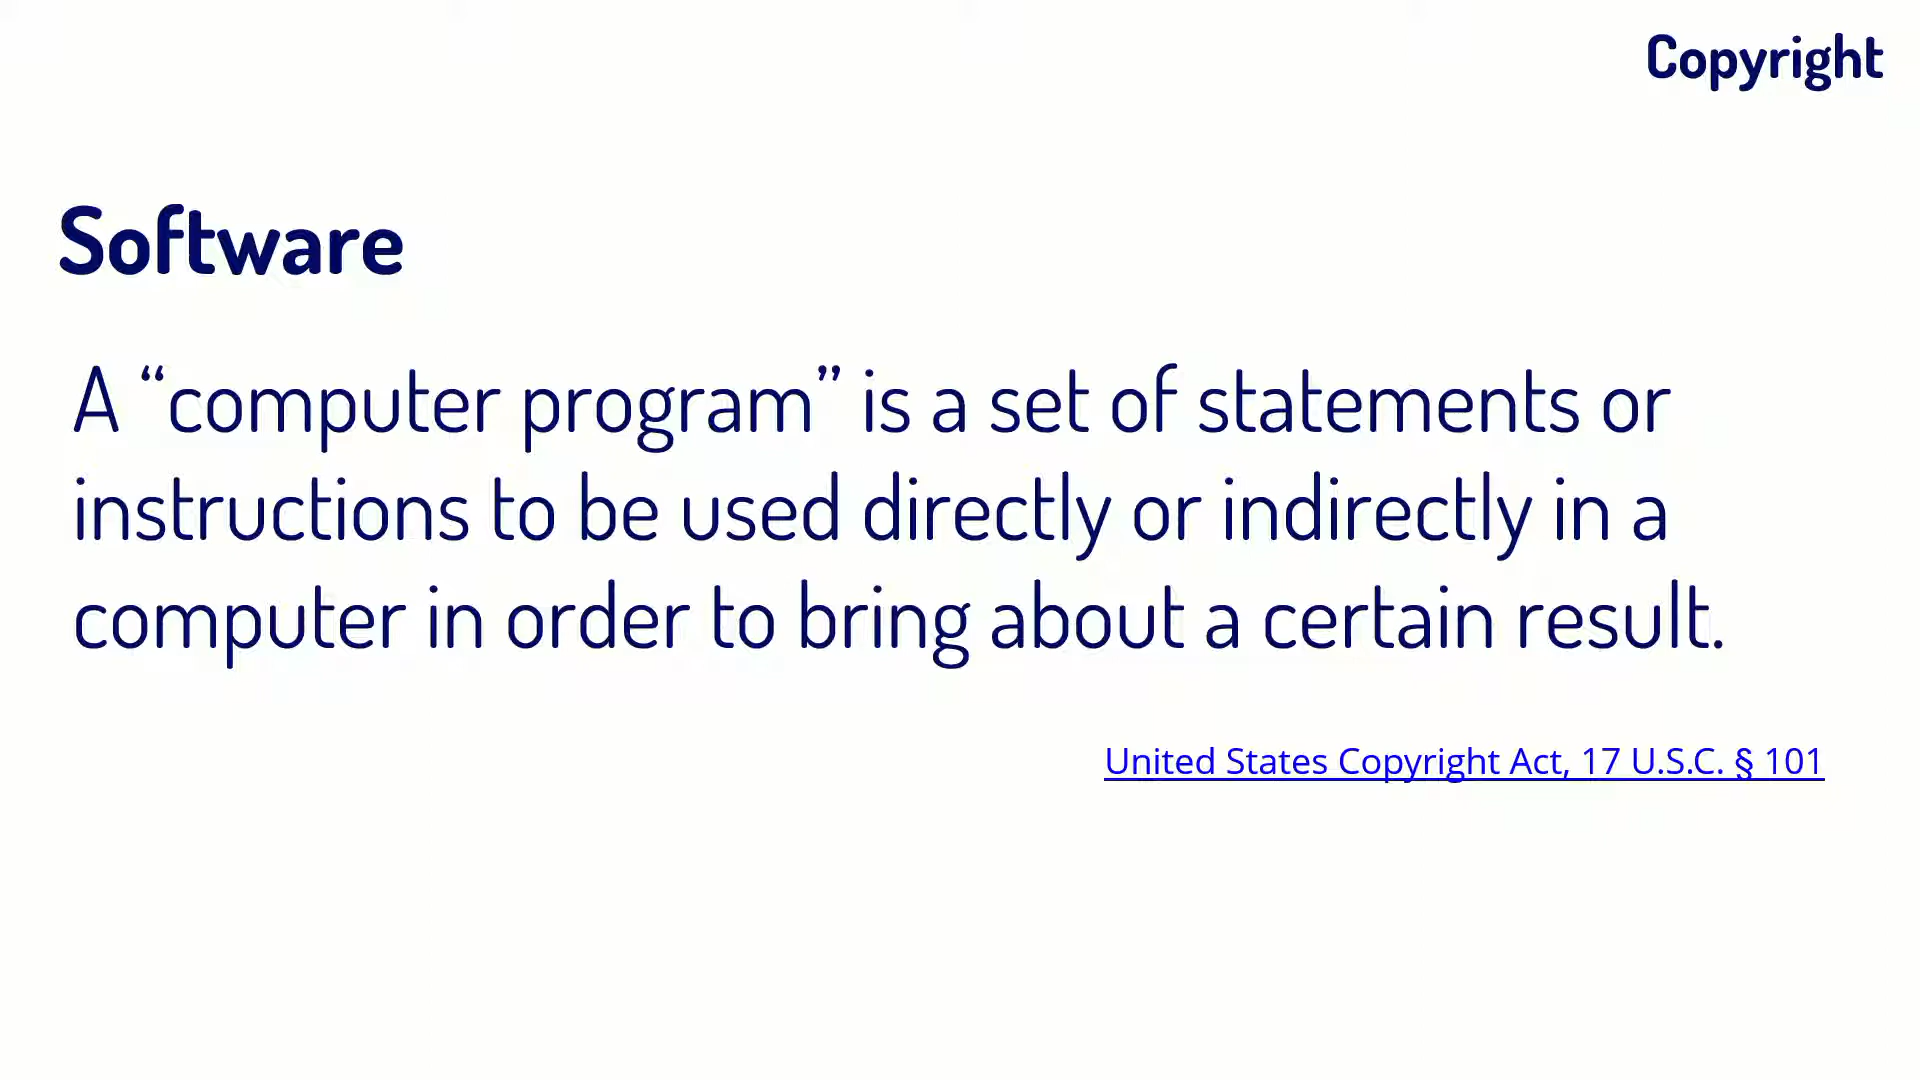 Copyright
Software
A “computer program” is a set of statements or
instructions to be used directly or indirectly in a
computer in order to bring about a certain result.
United States Copyright Act, 17 U.S.C. § 101